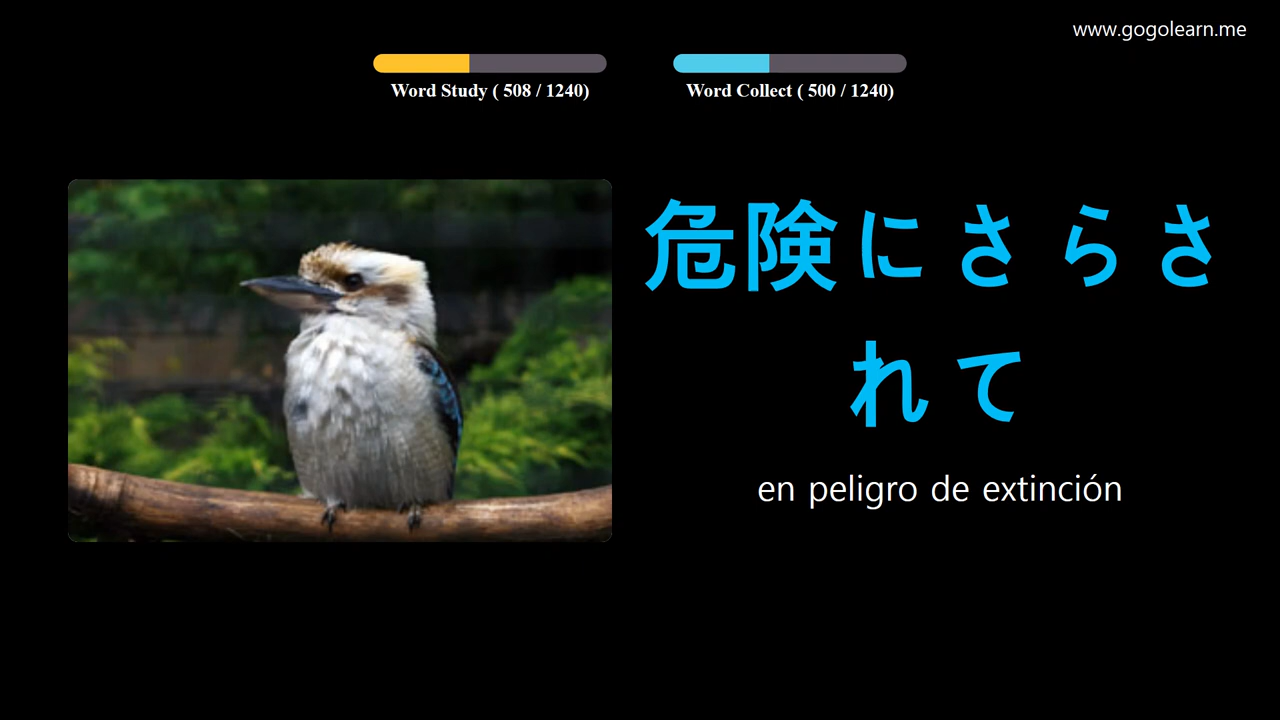 www.gogolearn.me
Word Study ( 508 / 1240)
Word Collect ( 500 / 1240)
危険にさらさ
れて
en peligro de extinción